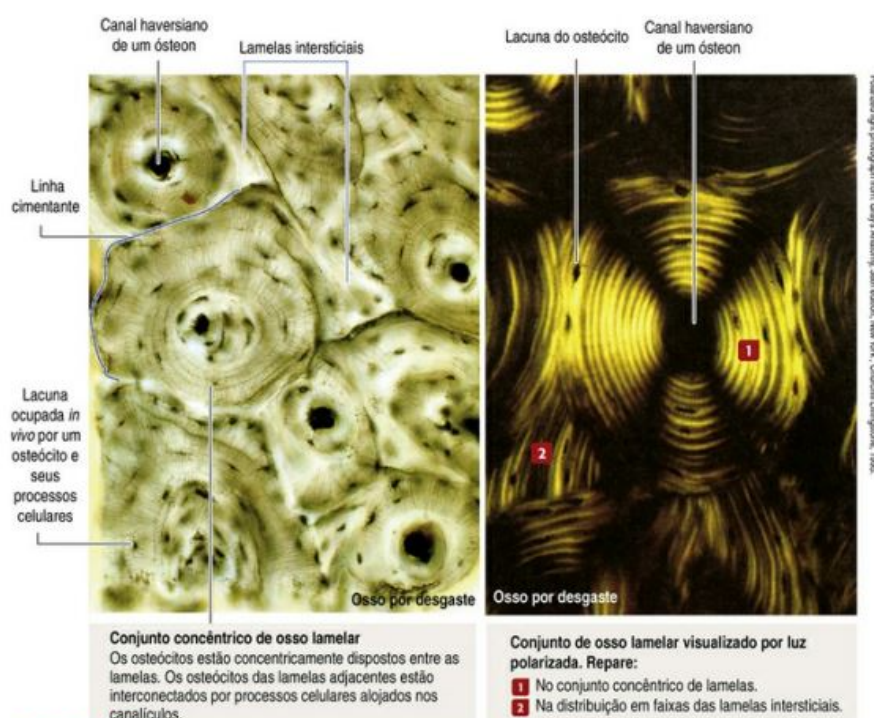 Canal haversiano
de um ósteon
Lamelas intersticiais
Linha
cimentante
Lacuna
ocupada in
vivo por um
osteócito e
seus
processos
celulares
Osso por desgaste
Conjunto concêntrico de osso lamelar
Os osteócitos estão concentricamente dispostos entre as
lamelas. Os osteócitos das lamelas adjacentes estão
interconectados por processos celulares alojados nos
canalículos
Lacuna do osteócito
Canal haversiano
de um ósteon
1
2
Osso por desgaste
Conjunto de osso lamelar visualizado por luz
polarizada. Repare:
1 No conjunto concêntrico de lamelas.
2 Na distribuição em faixas das lamelas intersticiais.